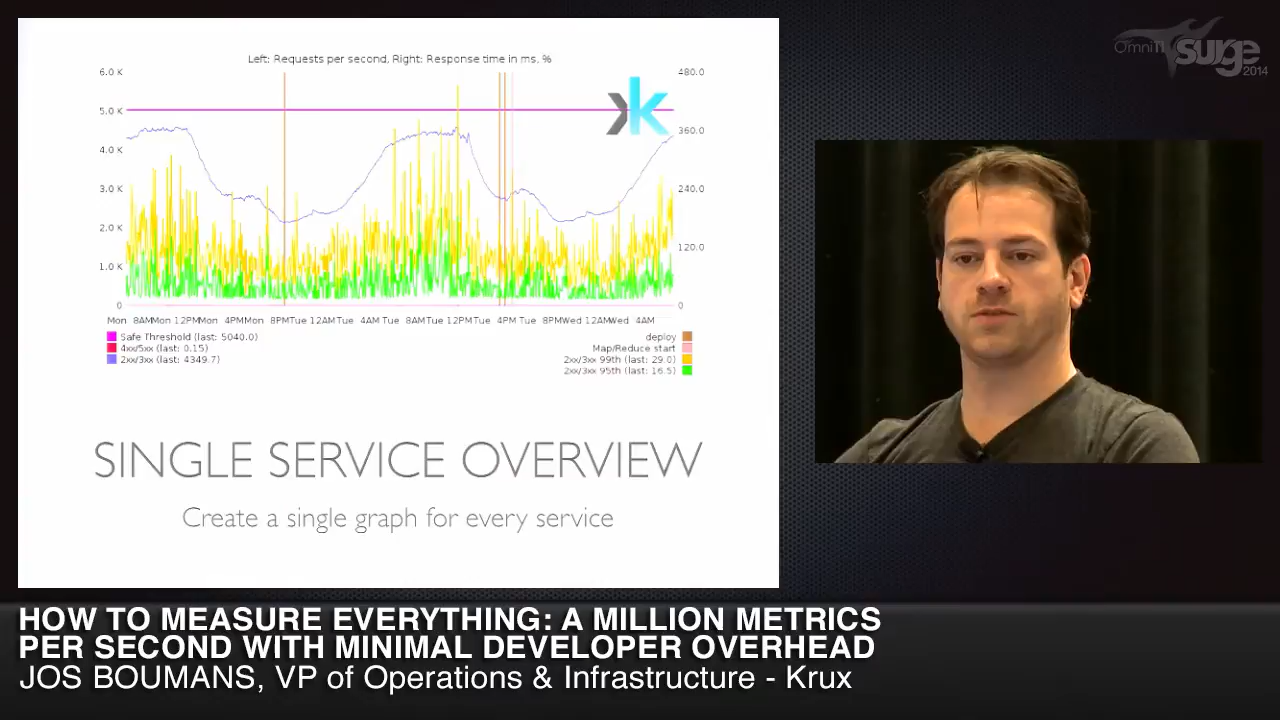 OmniTI surge 2014
Left: Requests per second, Right: Response time in ms, %
6.0 K
5.0 K
4.0 K
3.0 K
2.0 K
1.0 K
0
480.0
360.0
240.0
120.0
0
Mon 8AMMon 12PMMon 4PMMon 8PMTue 12AMTue 4AMTue 8AMTue 12PMTue 4PMTue 8PMWed 12AMWed 4AM
Safe Threshold (last: 5040.0)
4xx/5xx (last: 0.15)
2xx/3xx (last: 4349.7)
deploy
Map/Reduce start
2xx/3xx 99th (last: 29.0)
2xx/3xx 95th (last: 16.5)
SINGLE SERVICE OVERVIEW
Create a single graph for every service
HOW TO MEASURE EVERYTHING: A MILLION METRICS
PER SECOND WITH MINIMAL DEVELOPER OVERHEAD
JOS BOUMANS, VP of Operations & Infrastructure - Krux